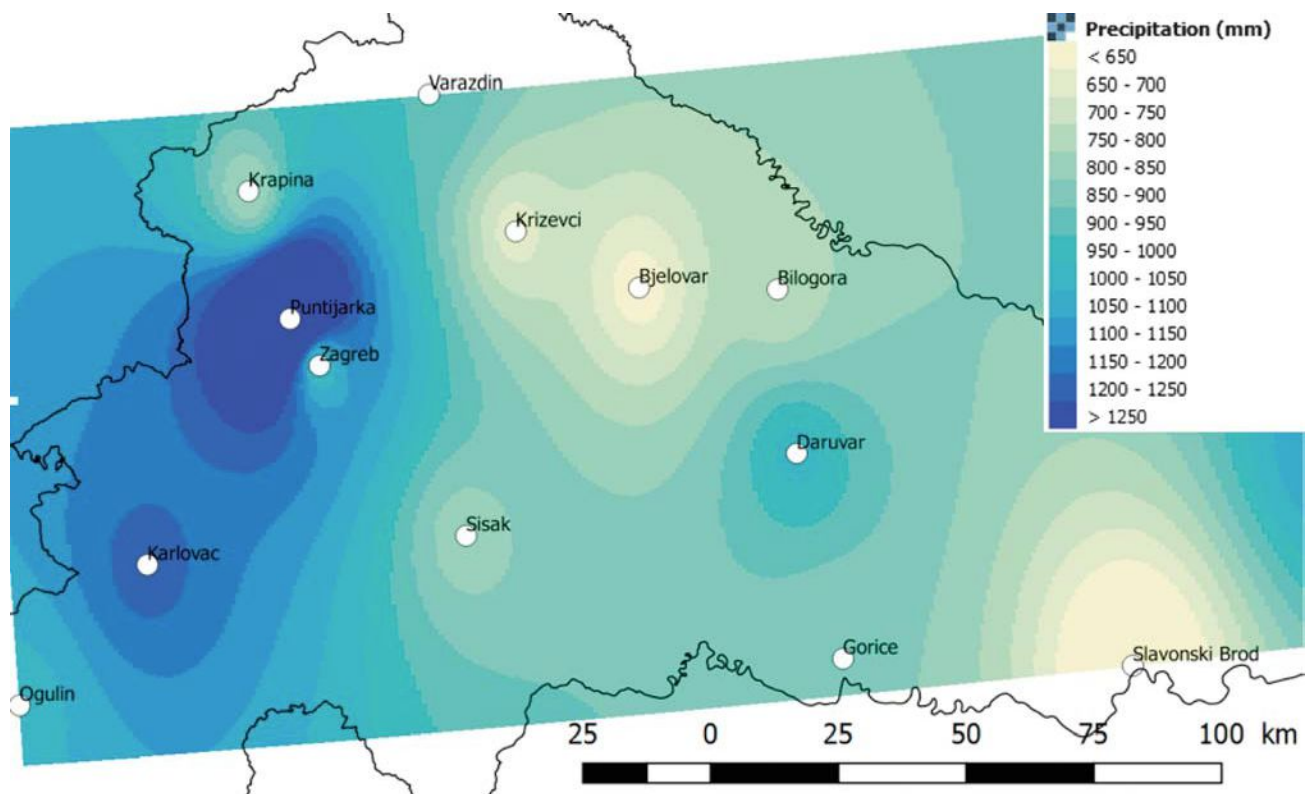 Precipitation (mm)
< 650
650 - 700
700 - 750
750 - 800
800 - 850
850 - 900
900 - 950
950 - 1000
1000 - 1050
1050 - 1100
1100 - 1150
1150 - 1200
1200 - 1250
> 1250
Varazdin
Krapina
Krizevci
Bjelovar
Bilogora
Puntijarka
Zagreb
Daruvar
Sisak
Karlovac
Gorice
Slavonski Brod
Ogulin
25 0 25 50 75 100 km